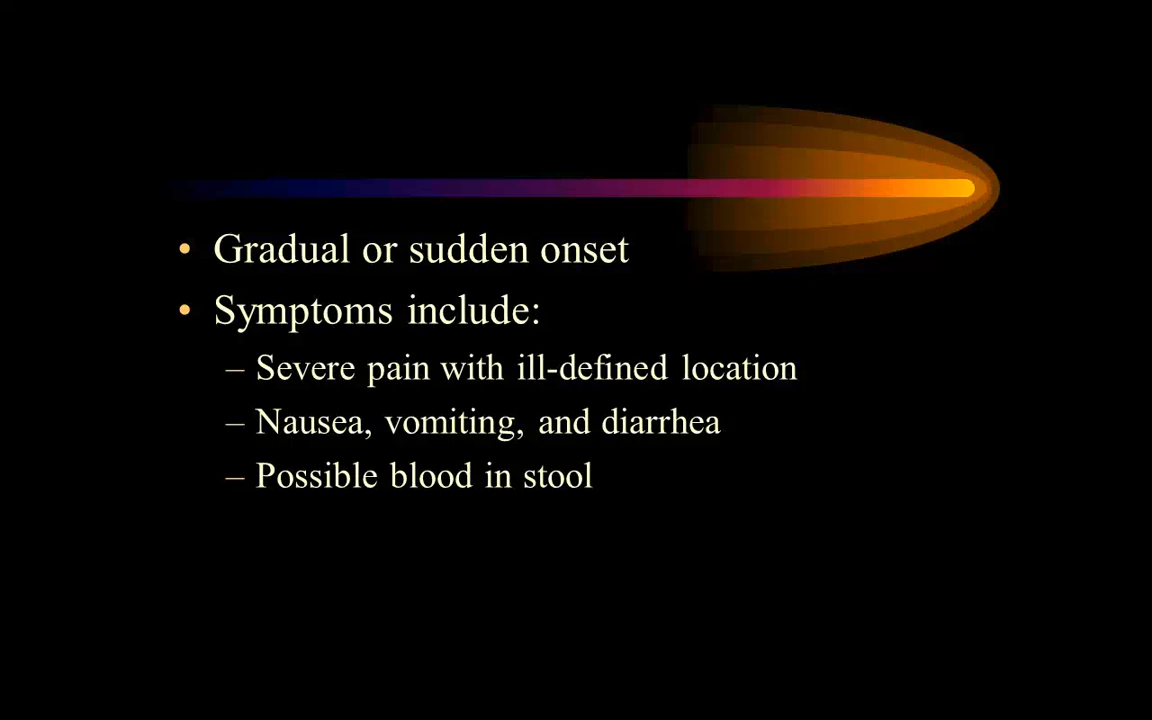 • Gradual or sudden onset
• Symptoms include:
– Severe pain with ill-defined location
– Nausea, vomiting, and diarrhea
– Possible blood in stool